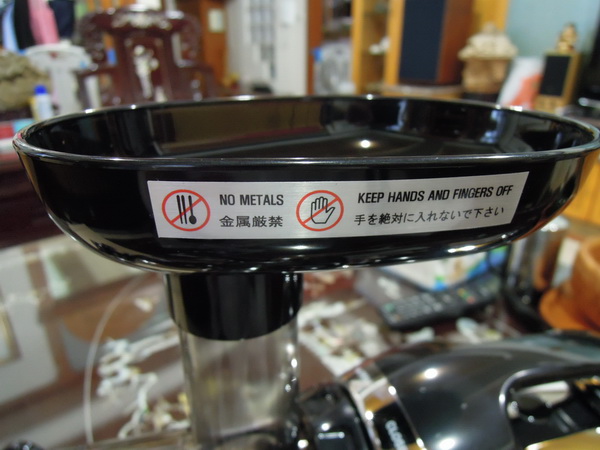 NO METALS
金属厳禁
KEEP HANDS AND FINGERS OFF
手を絶対に入れないで下さい